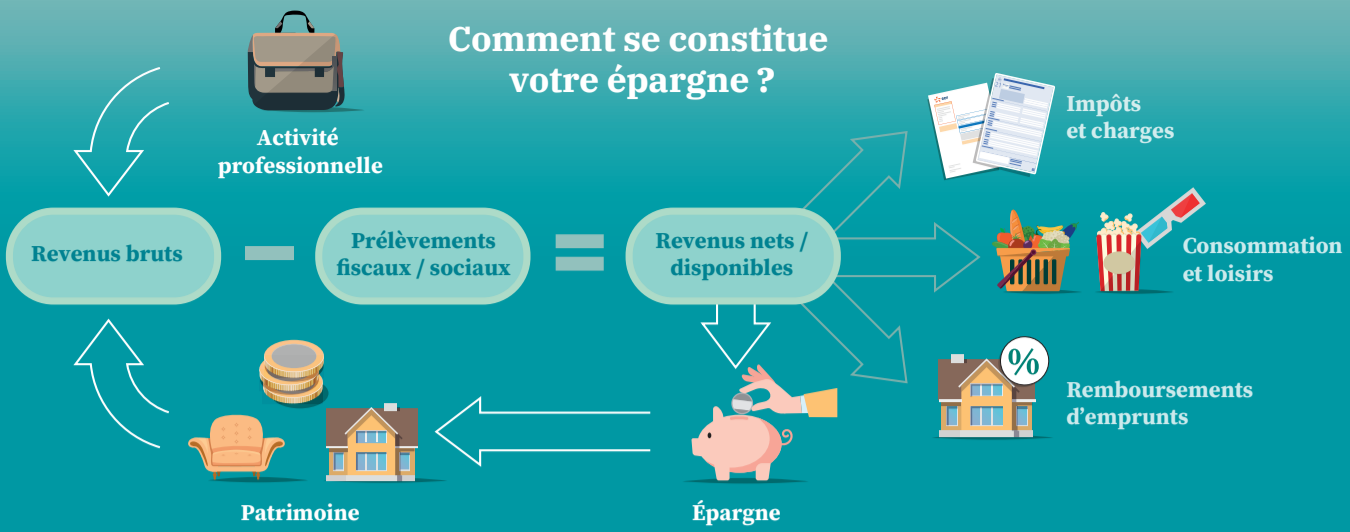 Comment se constitue
votre épargne ?
Activité
professionnelle
Impôts
et charges
Revenus bruts
Prélèvements
fiscaux / sociaux
Revenus nets /
disponibles
Consommation
et loisirs
%
Remboursements
d’emprunts
Patrimoine
Épargne